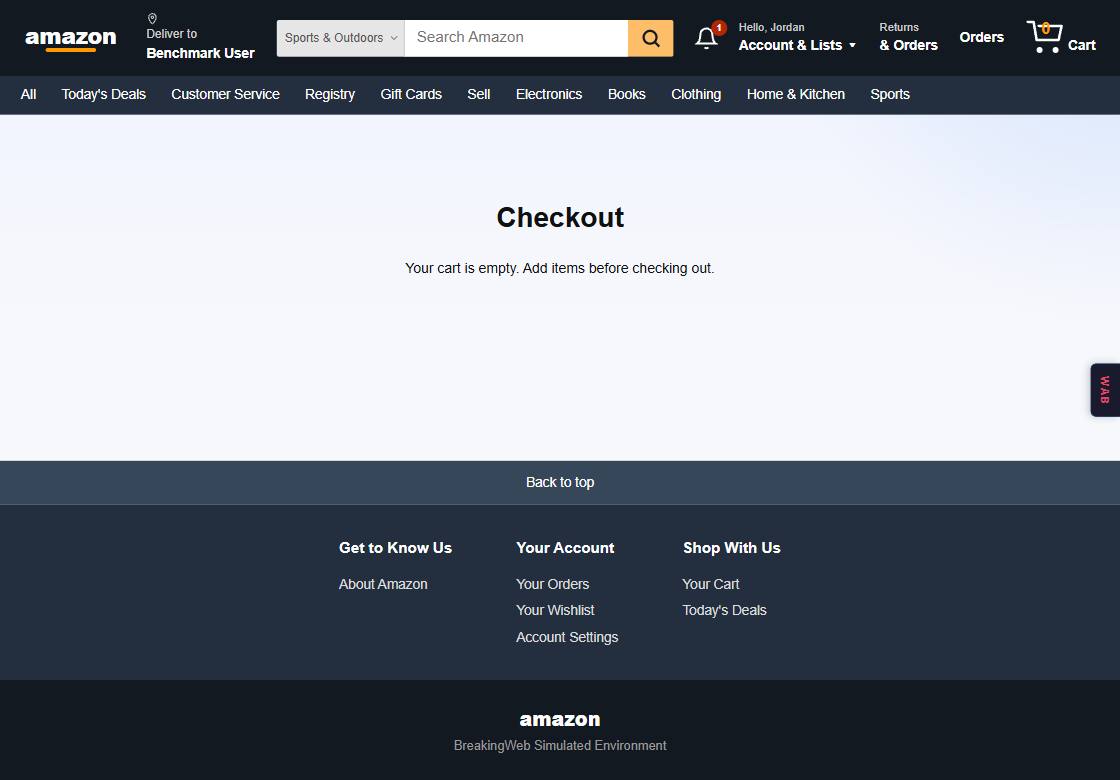 amazon
Deliver to
Benchmark User
Sports & Outdoors
Search Amazon
1
Hello, Jordan
Account & Lists
Returns
& Orders
Orders
0
Cart
All
Today's Deals
Customer Service
Registry
Gift Cards
Sell
Electronics
Books
Clothing
Home & Kitchen
Sports
Checkout
Your cart is empty. Add items before checking out.
WAB
Back to top
Get to Know Us
About Amazon
Your Account
Your Orders
Your Wishlist
Account Settings
Shop With Us
Your Cart
Today's Deals
amazon
BreakingWeb Simulated Environment